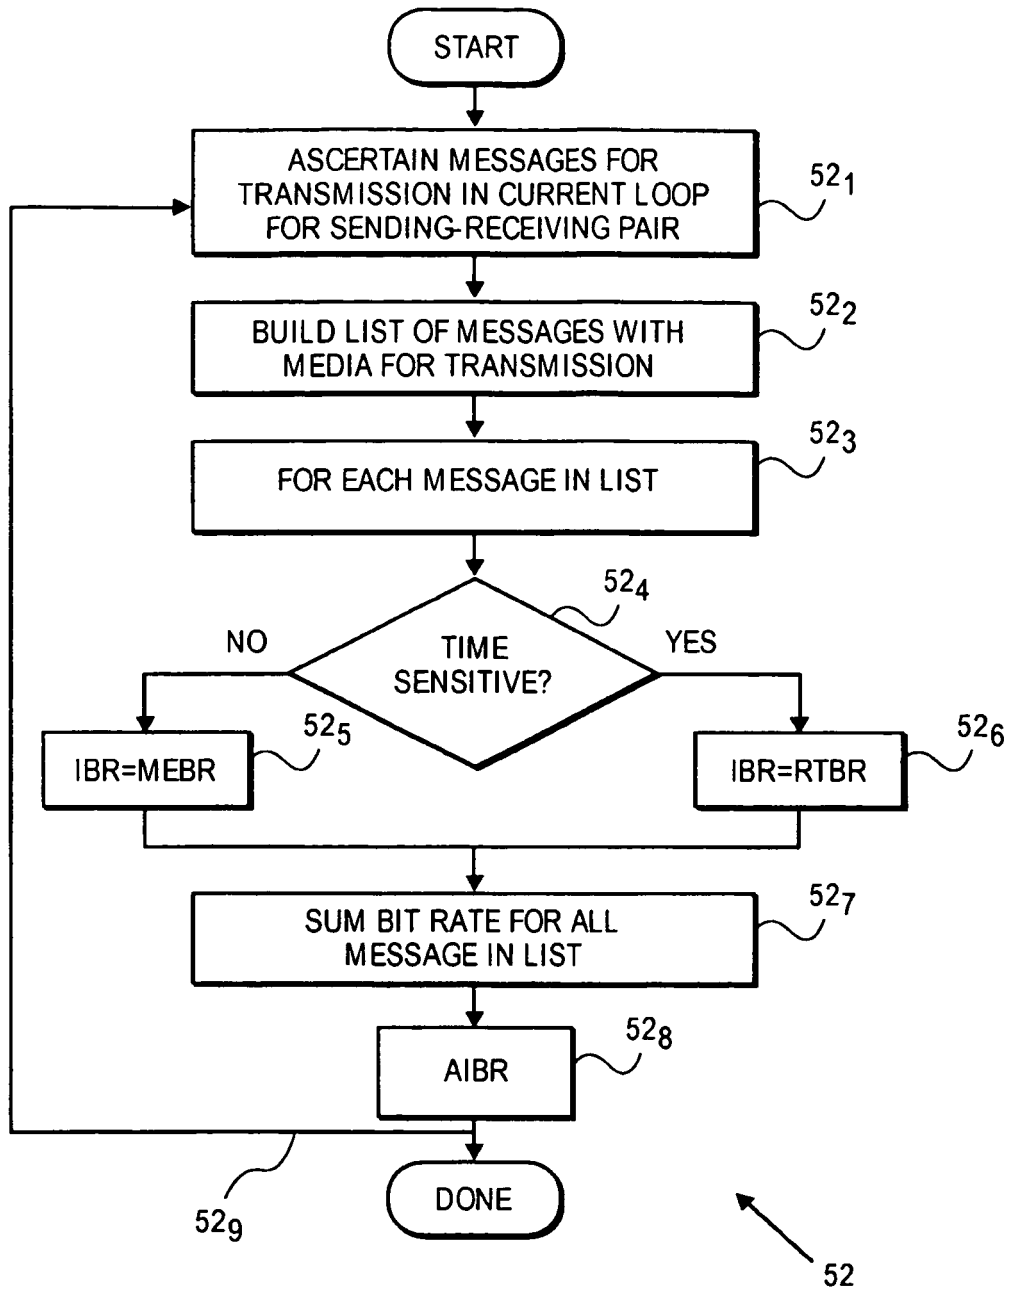 START
ASCERTAIN MESSAGES FOR
TRANSMISSION IN CURRENT LOOP
FOR SENDING-RECEIVING PAIR
52₁
BUILD LIST OF MESSAGES WITH
MEDIA FOR TRANSMISSION
52₂
FOR EACH MESSAGE IN LIST
52₃
TIME
SENSITIVE?
52₄
NO
YES
IBR=MEBR
52₅
IBR=RTBR
52₆
SUM BIT RATE FOR ALL
MESSAGE IN LIST
52₇
AIBR
52₈
DONE
52₉
52